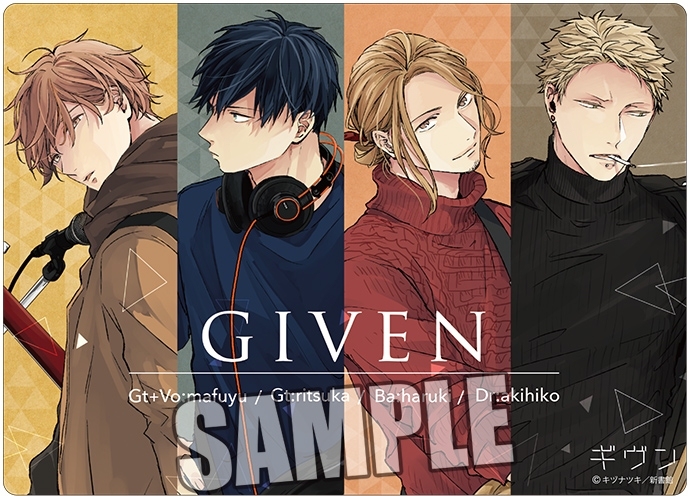 GIVEN
Gt+Vo:mafuyu / Gt:ritsuka / Ba:haruki / Dr:akihiko
SAMPLE
ギヴン
© キヅナツキ／新書館